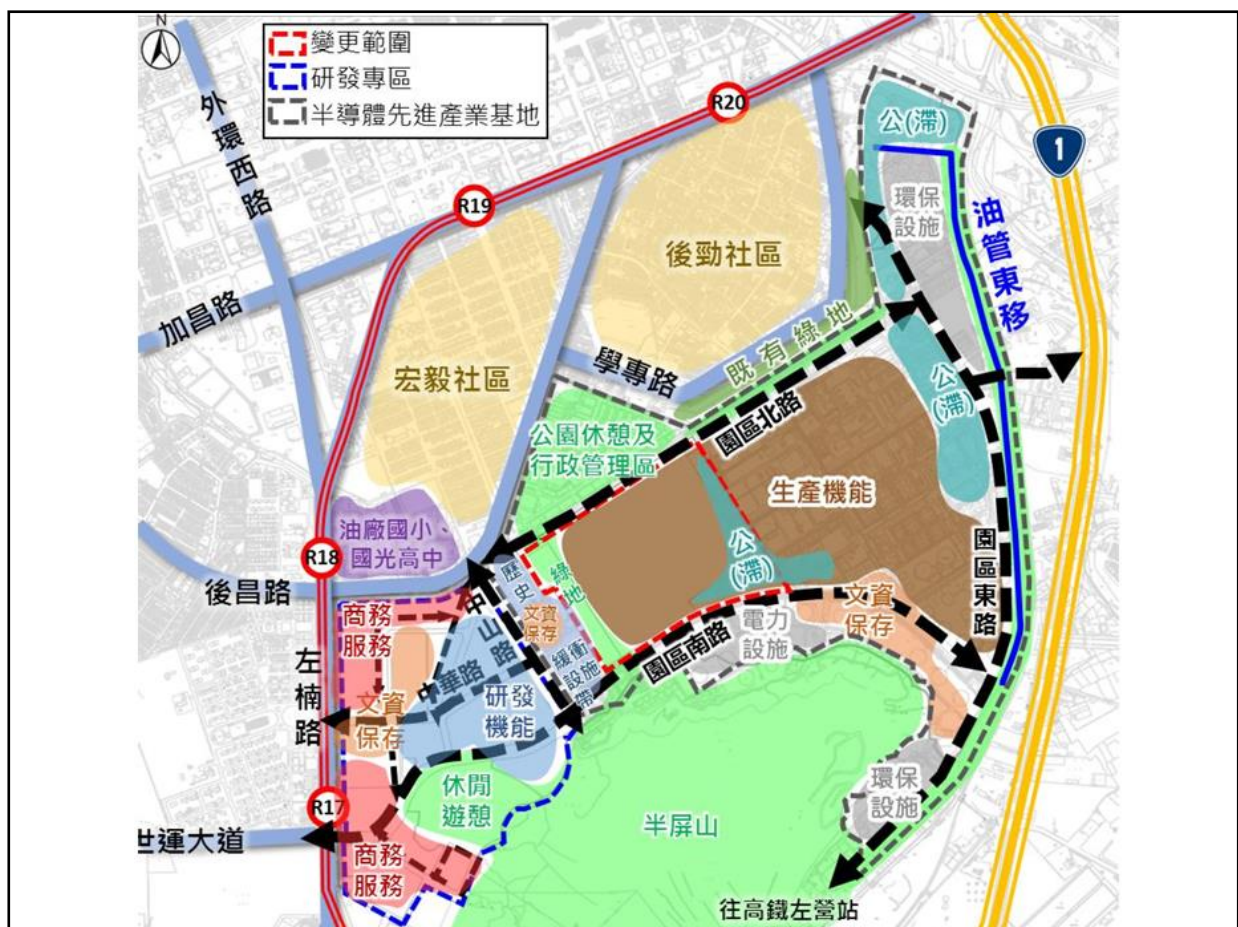 N
變更範圍
研發專區
半導體先進產業基地
外環西路
R20
1
公(滯)
環保
設施
油管東移
R19
後勁社區
加昌路
宏毅社區
學專路
既有綠地
公
(滯)
公園休憩及
行政管理區
園區北路
生產機能
油廠國小、
國光高中
R18
後昌路
歷史
文資
保存
緩衝設施帶
綠地
公
(滯)
園區東路
商務
服務
中山路
中華路
文資
保存
電力
設施
園區南路
左楠路
文資
保存
研發
機能
休閒
遊憩
R17
世運大道
商務
服務
半屏山
環保
設施
往高鐵左營站